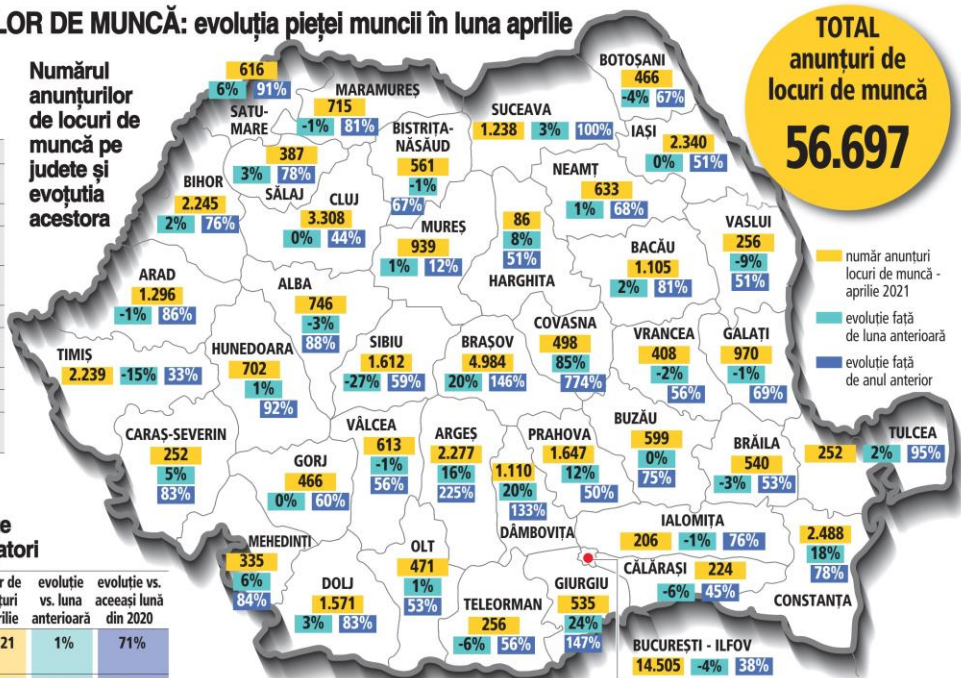 LOR DE MUNCĂ: evoluția pieței muncii în luna aprilie
Numărul
anunțurilor
de locuri de
muncă pe
județe și
evoțutia
acestora
TOTAL
anunțuri de
locuri de muncă
56.697
număr anunțuri
locuri de muncă -
aprilie 2021
evoluție față
de luna anterioară
evoluție față
de anul anterior
616
6% 91%
SATU-
MARE
MARAMUREȘ
715
-1% 81%
BISTRIȚA-
NĂSĂUD
561
-1%
67%
SUCEAVA
1.238 3% 100%
BOTOȘANI
466
-4% 67%
IAȘI
2.340
0% 51%
387
3% 78%
SĂLAJ
BIHOR
2.245
2% 76%
CLUJ
3.308
0% 44%
MUREȘ
939
1% 12%
86
8%
51%
HARGHITA
NEAMȚ
633
1% 68%
BACĂU
1.105
2% 81%
VASLUI
256
-9%
51%
ARAD
1.296
-1% 86%
ALBA
746
-3%
88%
TIMIȘ
2.239 -15% 33%
HUNEDOARA
702
1%
92%
SIBIU
1.612
-27% 59%
BRAȘOV
4.984
20% 146%
COVASNA
498
85%
774%
VRANCEA
408
-2%
56%
GALAȚI
970
-1%
69%
CARAȘ-SEVERIN
252
5%
83%
GORJ
466
0% 60%
VÂLCEA
613
-1%
56%
ARGEȘ
2.277
16%
225%
1.110
20%
133%
DÂMBOVIȚA
PRAHOVA
1.647
12%
50%
BUZĂU
599
0%
75%
BRĂILA
540
-3% 53%
TULCEA
252 2% 95%
MEHEDINTI
335
6%
84%
DOLJ
1.571
3% 83%
OLT
471
1%
53%
TELEORMAN
256
-6% 56%
GIURGIU
535
24%
147%
IALOMIȚA
206 -1% 76%
CĂLĂRAȘI 224
-6% 45%
2.488
18%
78%
CONSTANȚA
BUCUREȘTI - ILFOV
14.505 -4% 38%
e
atori
r de evoluție evoluție vs.
țuri vs. luna aceeași lună
rilie anterioară din 2020
21 1% 71%